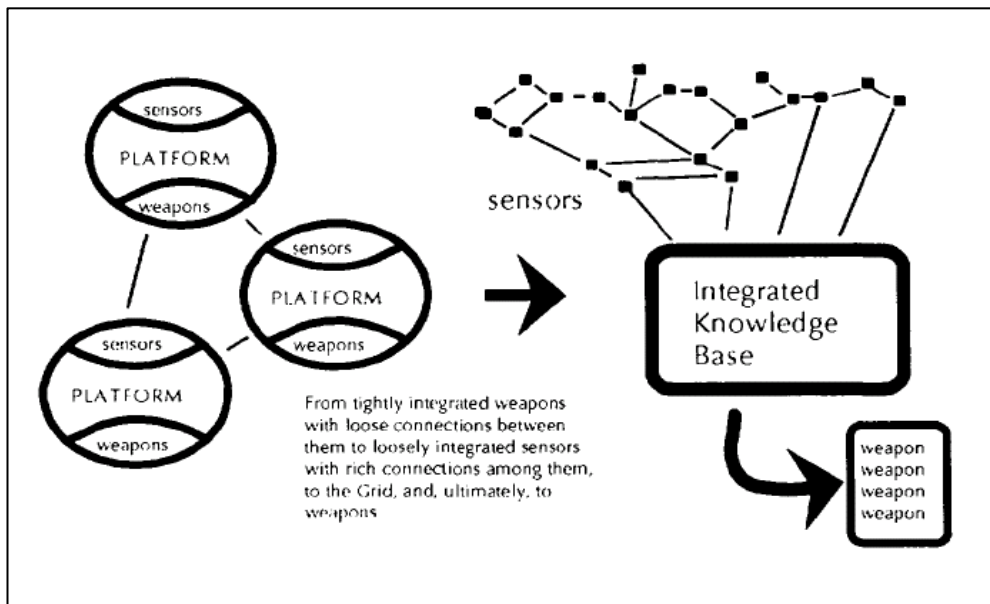 sensors
PLATFORM
weapons
sensors
PLATFORM
weapons
sensors
PLATFORM
weapons
From tightly integrated weapons
with loose connections between
them to loosely integrated sensors
with rich connections among them,
to the Grid, and, ultimately, to
weapons
sensors
Integrated
Knowledge
Base
weapon
weapon
weapon
weapon